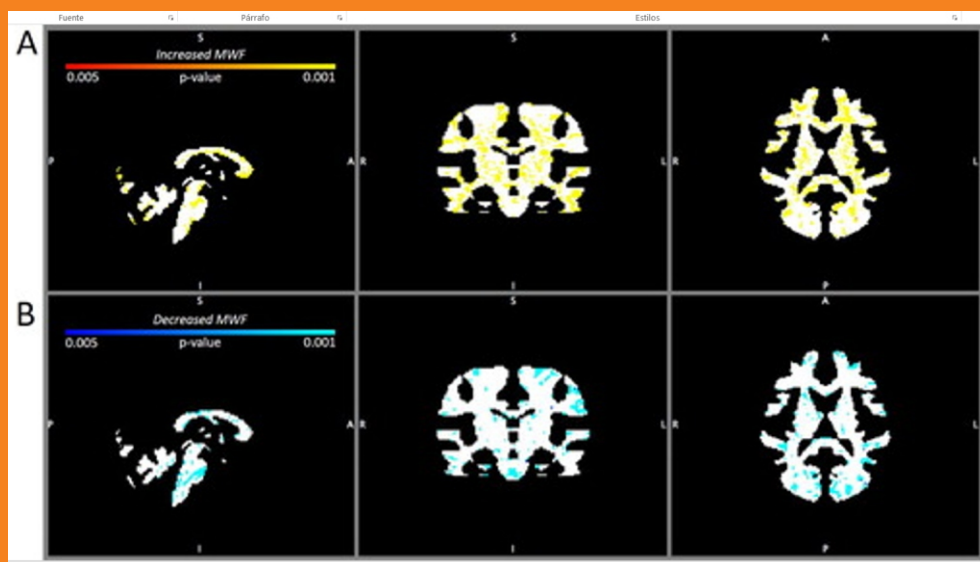 Fuente Párrafo Estilos
A
S S A
Increased MWF
0.005 p-value 0.001
P A R L R L
I I P
B
S S A
Decreased MWF
0.005 p-value 0.001
P A R L R L
I I P